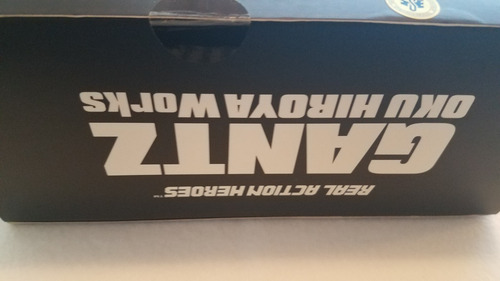 REAL ACTION HEROES™
GANTZ
OKU HIROYA Works